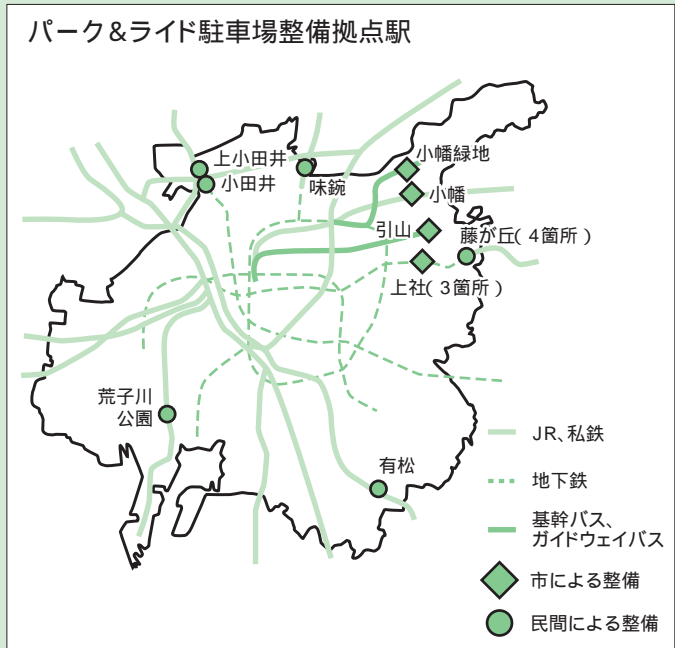 パーク&ライド駐車場整備拠点駅
上小田井
小田井
味鋺
小幡緑地
小幡
引山
藤が丘(4箇所)
上社(3箇所)
荒子川
公園
有松
JR、私鉄
地下鉄
基幹バス、
ガイドウェイバス
市による整備
民間による整備